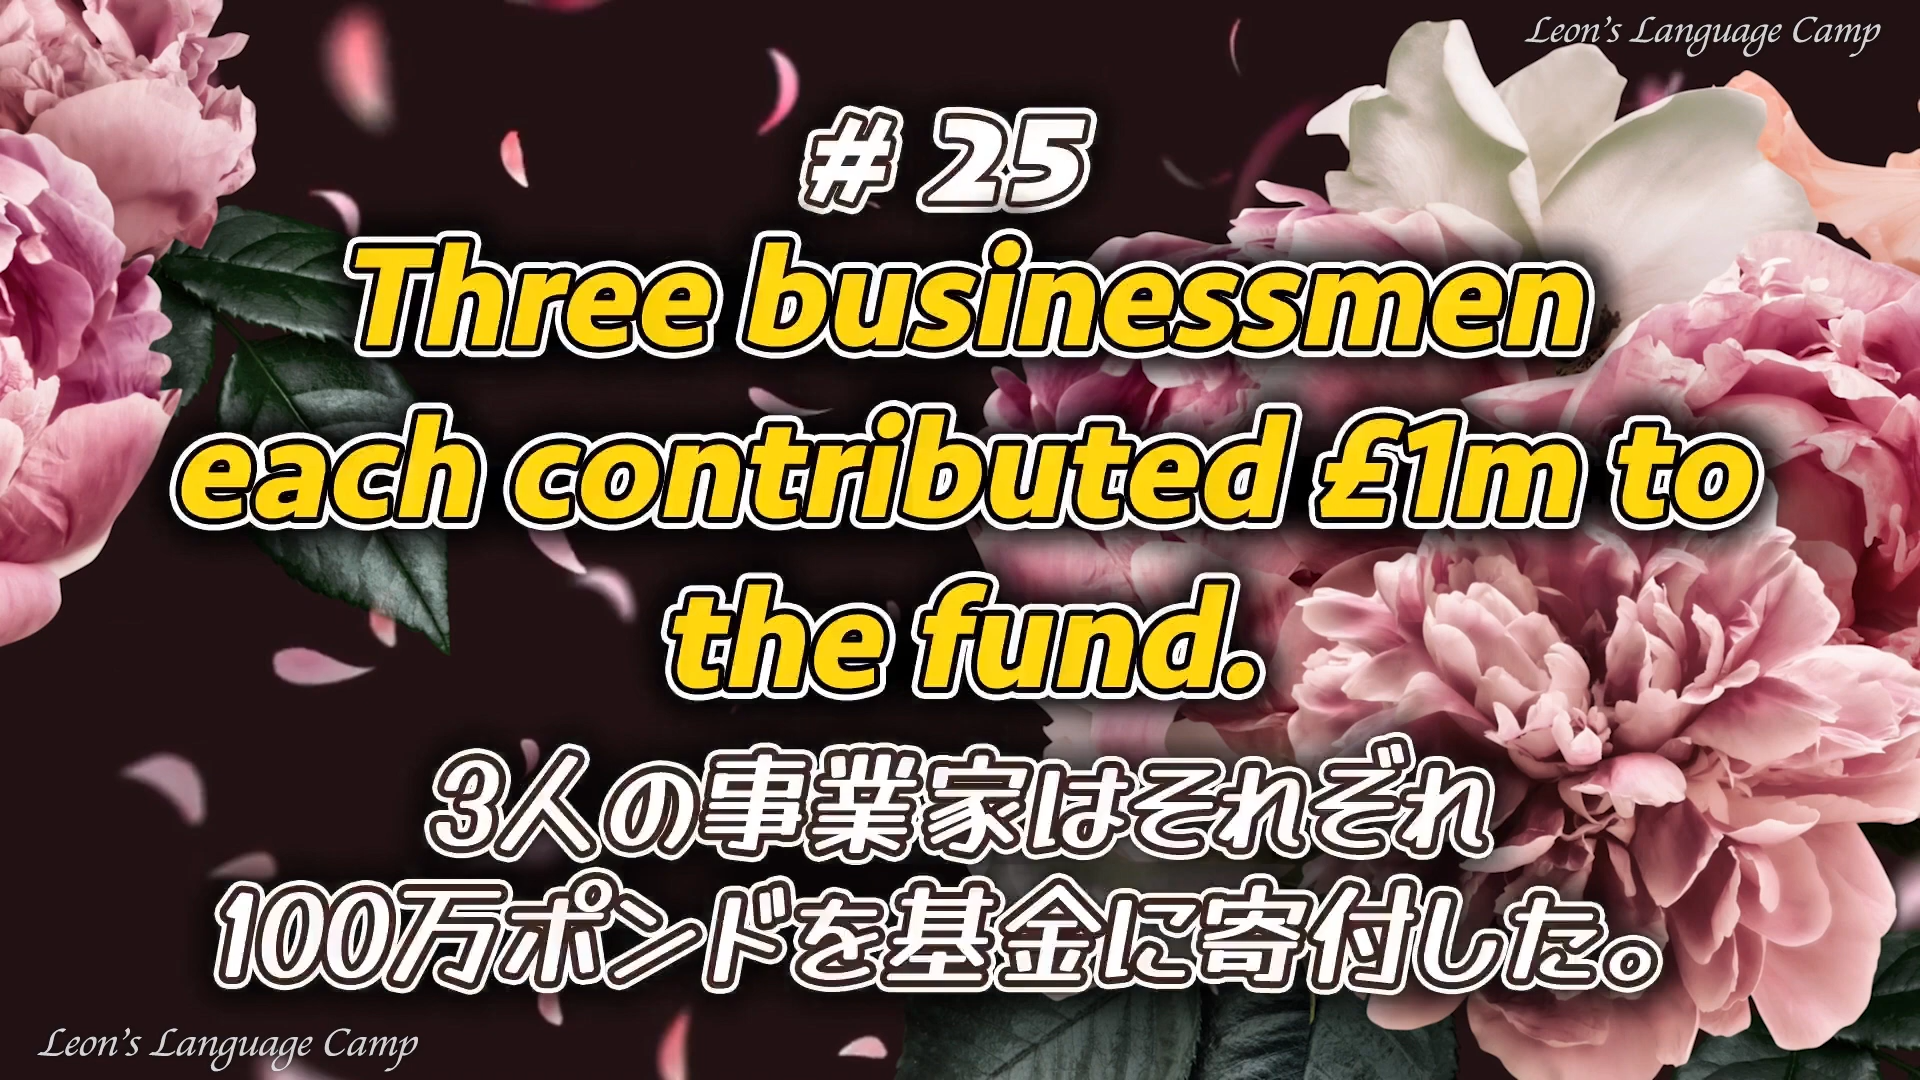 Leon's Language Camp
# 25
Three businessmen
each contributed £1m to
the fund.
3人の事業家はそれぞれ
100万ポンドを基金に寄付した。
Leon's Language Camp